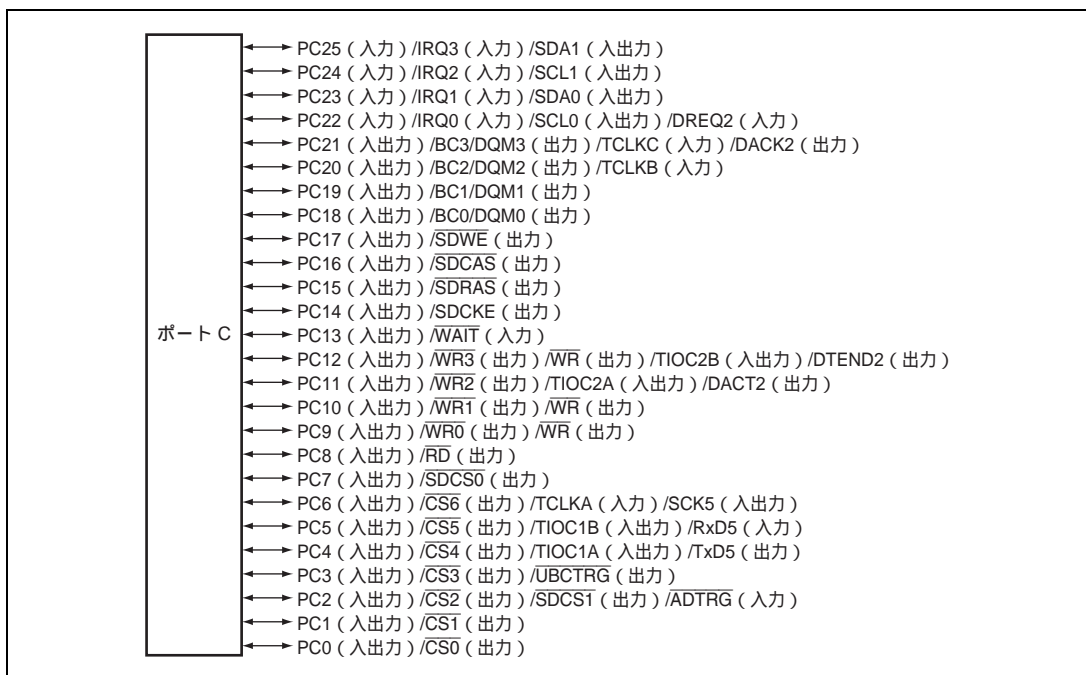 PC25（入力）/IRQ3（入力）/SDA1（入出力）
PC24（入力）/IRQ2（入力）/SCL1（入出力）
PC23（入力）/IRQ1（入力）/SDA0（入出力）
PC22（入力）/IRQ0（入力）/SCL0（入出力）/DREQ2（入力）
PC21（入出力）/BC3/DQM3（出力）/TCLKC（入力）/DACK2（出力）
PC20（入出力）/BC2/DQM2（出力）/TCLKB（入力）
PC19（入出力）/BC1/DQM1（出力）
PC18（入出力）/BC0/DQM0（出力）
PC17（入出力）/SDWE（出力）
PC16（入出力）/SDCAS（出力）
PC15（入出力）/SDRAS（出力）
PC14（入出力）/SDCKE（出力）
ポートC
PC13（入出力）/WAIT（入力）
PC12（入出力）/WR3（出力）/WR（出力）/TIOC2B（入出力）/DTEND2（出力）
PC11（入出力）/WR2（出力）/TIOC2A（入出力）/DACT2（出力）
PC10（入出力）/WR1（出力）/WR（出力）
PC9（入出力）/WR0（出力）/WR（出力）
PC8（入出力）/RD（出力）
PC7（入出力）/SDCS0（出力）
PC6（入出力）/CS6（出力）/TCLKA（入力）/SCK5（入出力）
PC5（入出力）/CS5（出力）/TIOC1B（入出力）/RxD5（入力）
PC4（入出力）/CS4（出力）/TIOC1A（入出力）/TxD5（出力）
PC3（入出力）/CS3（出力）/UBCTRG（出力）
PC2（入出力）/CS2（出力）/SDCS1（出力）/ADTRG（入力）
PC1（入出力）/CS1（出力）
PC0（入出力）/CS0（出力）